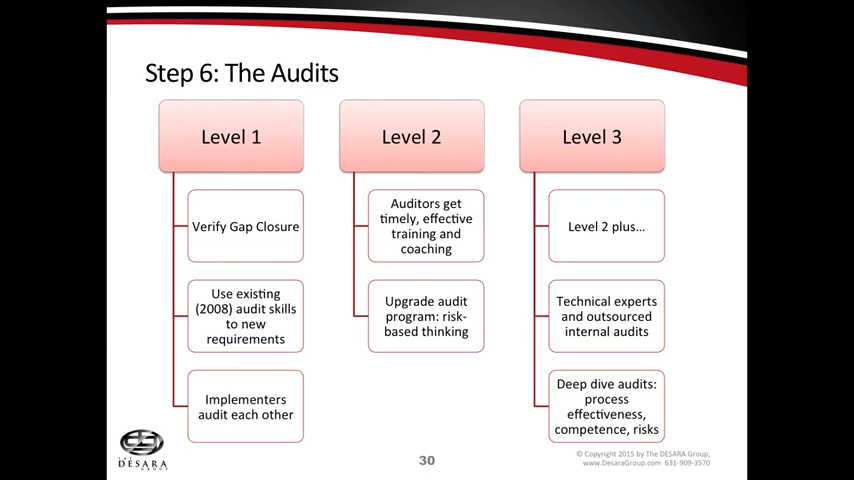 Step 6: The Audits
Level 1
Verify Gap Closure
Use existing
(2008) audit skills
to new
requirements
Implementers
audit each other
Level 2
Auditors get
timely, effective
training and
coaching
Upgrade audit
program: risk-
based thinking
Level 3
Level 2 plus...
Technical experts
and outsourced
internal audits
Deep dive audits:
process
effectiveness,
competence, risks
THE
DESARA
GROUP
30
© Copyright 2015 by The DESARA Group,
www.DesaraGroup.com 631-909-3570